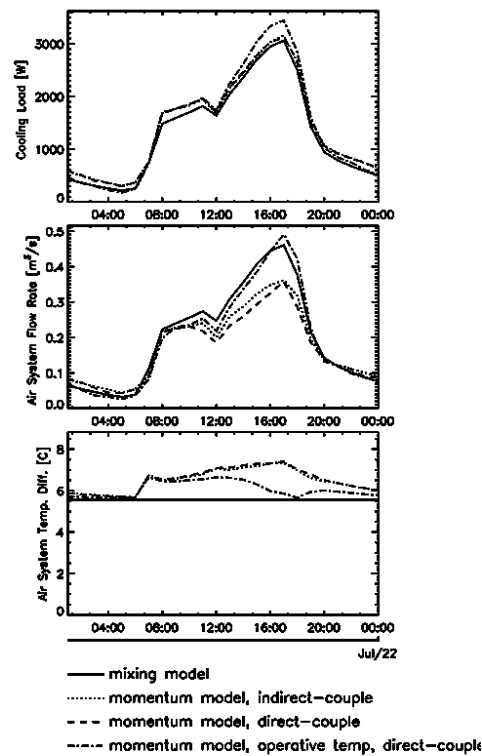 Cooling Load [W]
3000
2000
1000
0
04:00 08:00 12:00 16:00 20:00 00:00
Air System Flow Rate [m³/s]
0.5
0.4
0.3
0.2
0.1
0.0
04:00 08:00 12:00 16:00 20:00 00:00
Air System Temp. Diff. [C]
8
6
4
2
0
04:00 08:00 12:00 16:00 20:00 00:00
Jul/22
mixing model
momentum model, indirect-couple
momentum model, direct-couple
momentum model, operative temp, direct-couple